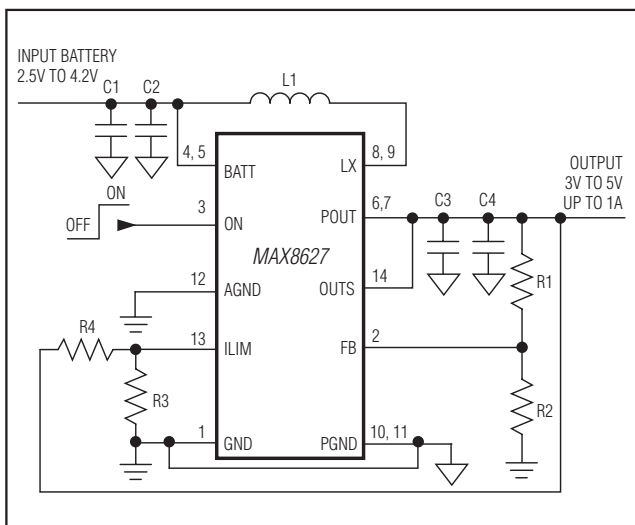 INPUT BATTERY
2.5V TO 4.2V
C1
C2
L1
4, 5
BATT
8, 9
LX
OUTPUT
3V TO 5V
UP TO 1A
ON
OFF
3
ON
6,7
POUT
C3
C4
MAX8627
12
AGND
14
OUTS
R1
R4
13
ILIM
2
FB
R3
R2
1
GND
10, 11
PGND